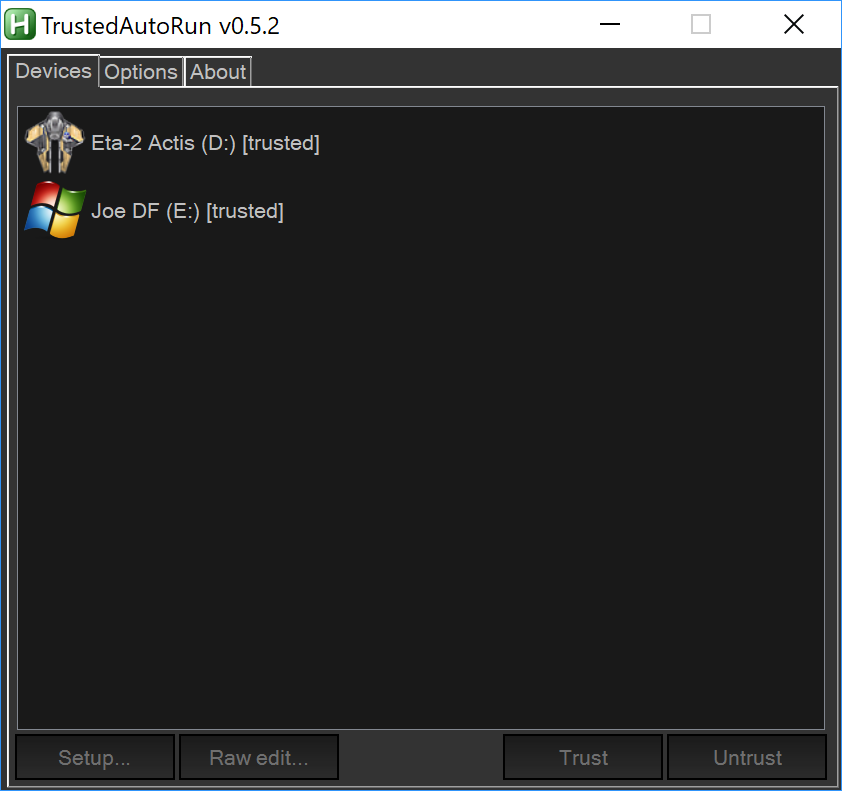 TrustedAutoRun v0.5.2
Devices Options About
Eta-2 Actis (D:) [trusted]
Joe DF (E:) [trusted]
Setup... Raw edit... Trust Untrust